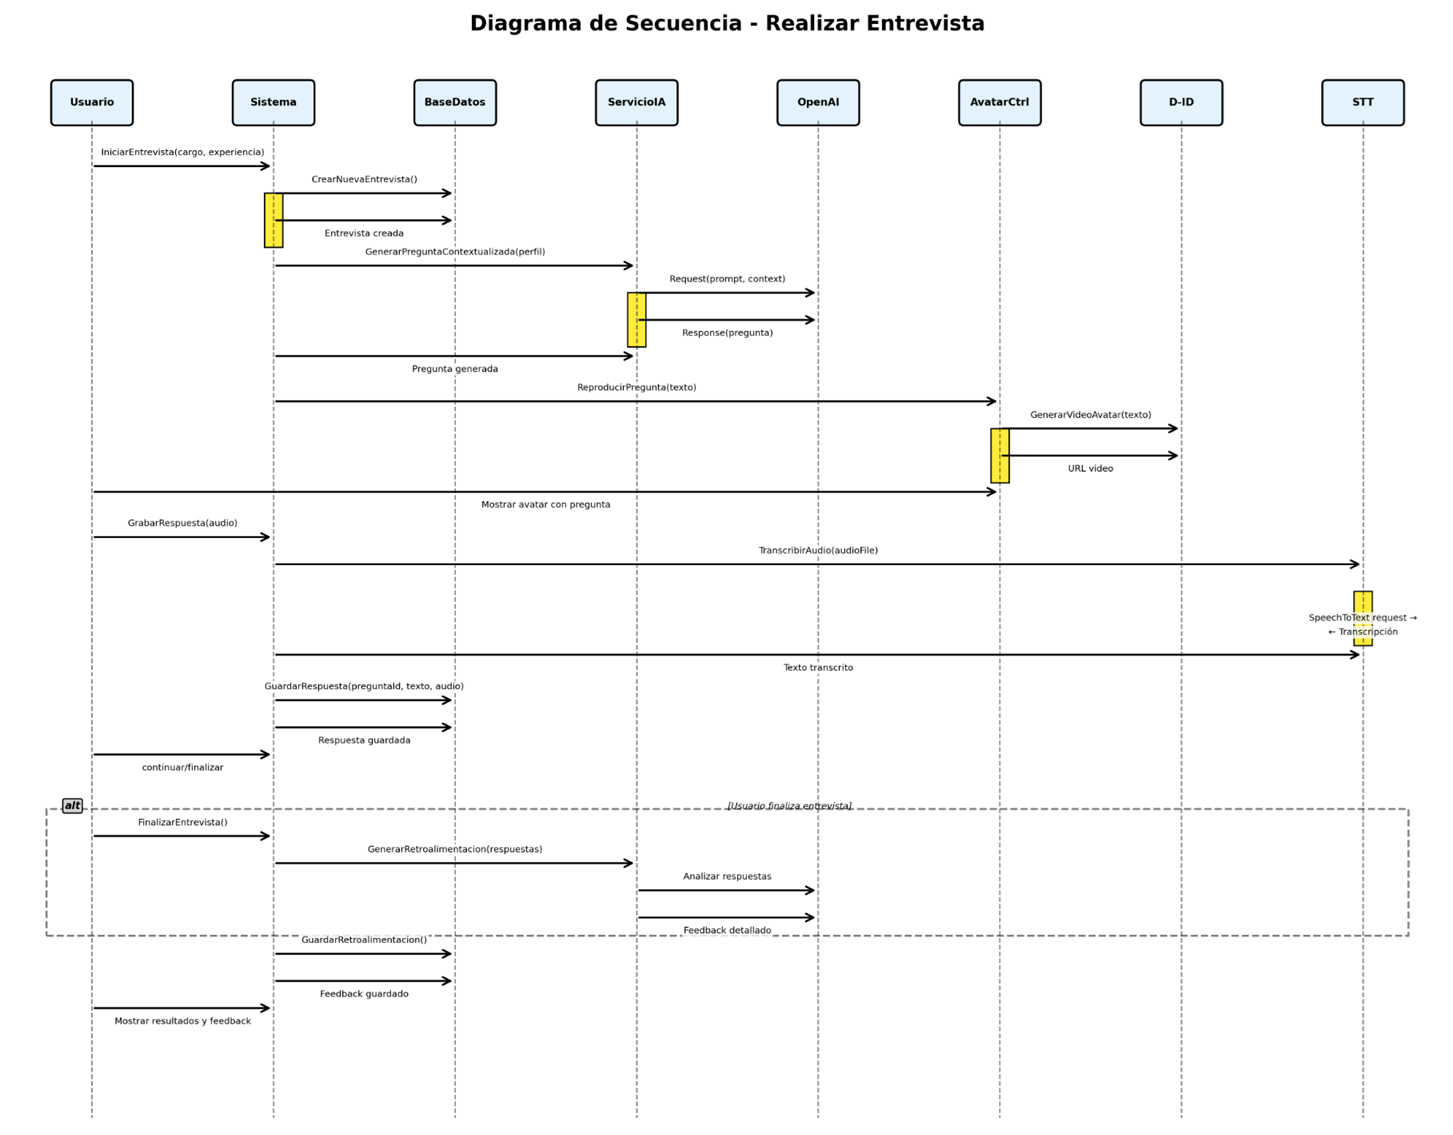 Diagrama de Secuencia - Realizar Entrevista
Usuario
Sistema
BaseDatos
ServicioIA
OpenAI
AvatarCtrl
D-ID
STT
IniciarEntrevista(cargo, experiencia)
CrearNuevaEntrevista()
Entrevista creada
GenerarPreguntaContextualizada(perfil)
Request(prompt, context)
Response(pregunta)
Pregunta generada
ReproducirPregunta(texto)
GenerarVideoAvatar(texto)
URL video
Mostrar avatar con pregunta
GrabarRespuesta(audio)
TranscribirAudio(audioFile)
SpeechToText request →
← Transcripción
Texto transcrito
GuardarRespuesta(preguntaId, texto, audio)
Respuesta guardada
continuar/finalizar
alt
[Usuario finaliza entrevista]
FinalizarEntrevista()
GenerarRetroalimentacion(respuestas)
Analizar respuestas
Feedback detallado
GuardarRetroalimentacion()
Feedback guardado
Mostrar resultados y feedback